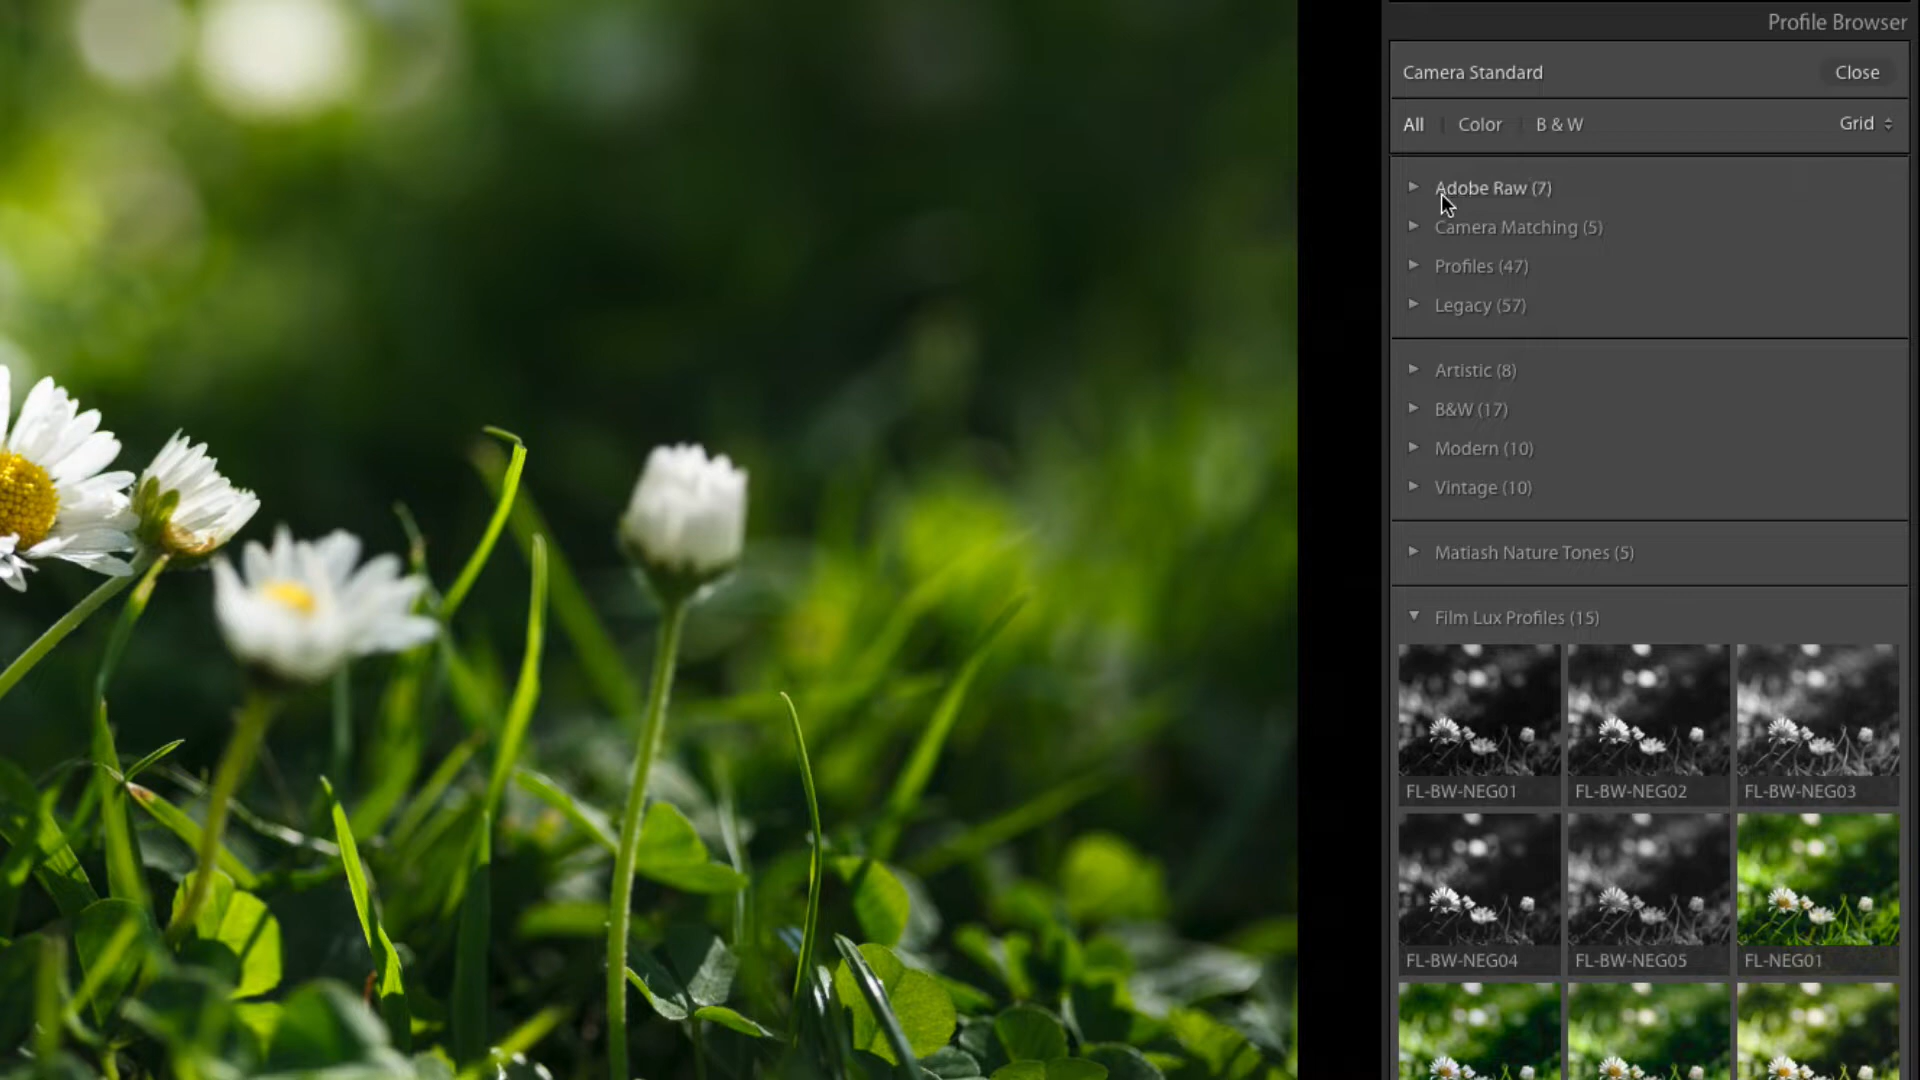 Profile Browser
Camera Standard Close
All Color B & W Grid
Adobe Raw (7)
Camera Matching (5)
Profiles (47)
Legacy (57)
Artistic (8)
B&W (17)
Modern (10)
Vintage (10)
Matiash Nature Tones (5)
Film Lux Profiles (15)
FL-BW-NEG01 FL-BW-NEG02 FL-BW-NEG03
FL-BW-NEG04 FL-BW-NEG05 FL-NEG01